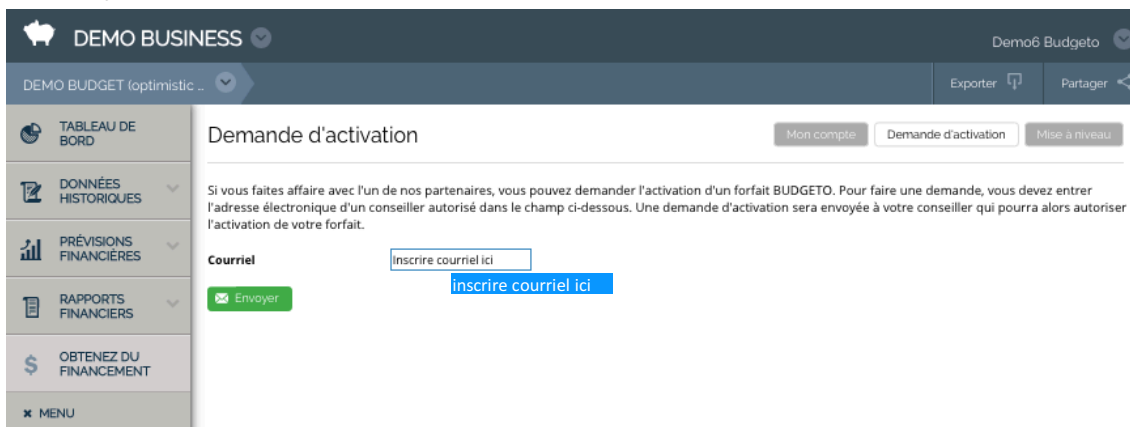 DEMO BUSINESS
Demo6 Budgeto
DEMO BUDGET (optimistic ..
Exporter
Partager
TABLEAU DE
BORD
DONNÉES
HISTORIQUES
PRÉVISIONS
FINANCIÈRES
RAPPORTS
FINANCIERS
OBTENEZ DU
FINANCEMENT
× MENU
Demande d'activation
Mon compte
Demande d'activation
Mise à niveau
Si vous faites affaire avec l'un de nos partenaires, vous pouvez demander l'activation d'un forfait BUDGETO. Pour faire une demande, vous devez entrer
l'adresse électronique d'un conseiller autorisé dans le champ ci-dessous. Une demande d'activation sera envoyée à votre conseiller qui pourra alors autoriser
l'activation de votre forfait.
Courriel
Inscrire courriel ici
inscrire courriel ici
Envoyer